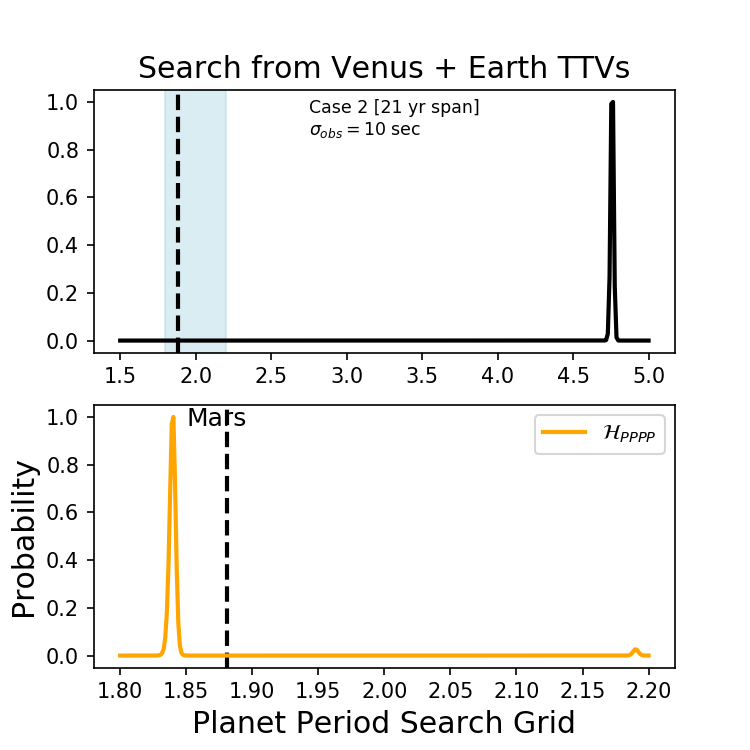 Search from Venus + Earth TTVs
Case 2 [21 yr span]
σ_obs = 10 sec
1.0
0.8
0.6
0.4
0.2
0.0
1.5 2.0 2.5 3.0 3.5 4.0 4.5 5.0
Mars
ℋ_PPPP
Probability
1.0
0.8
0.6
0.4
0.2
0.0
1.80 1.85 1.90 1.95 2.00 2.05 2.10 2.15 2.20
Planet Period Search Grid